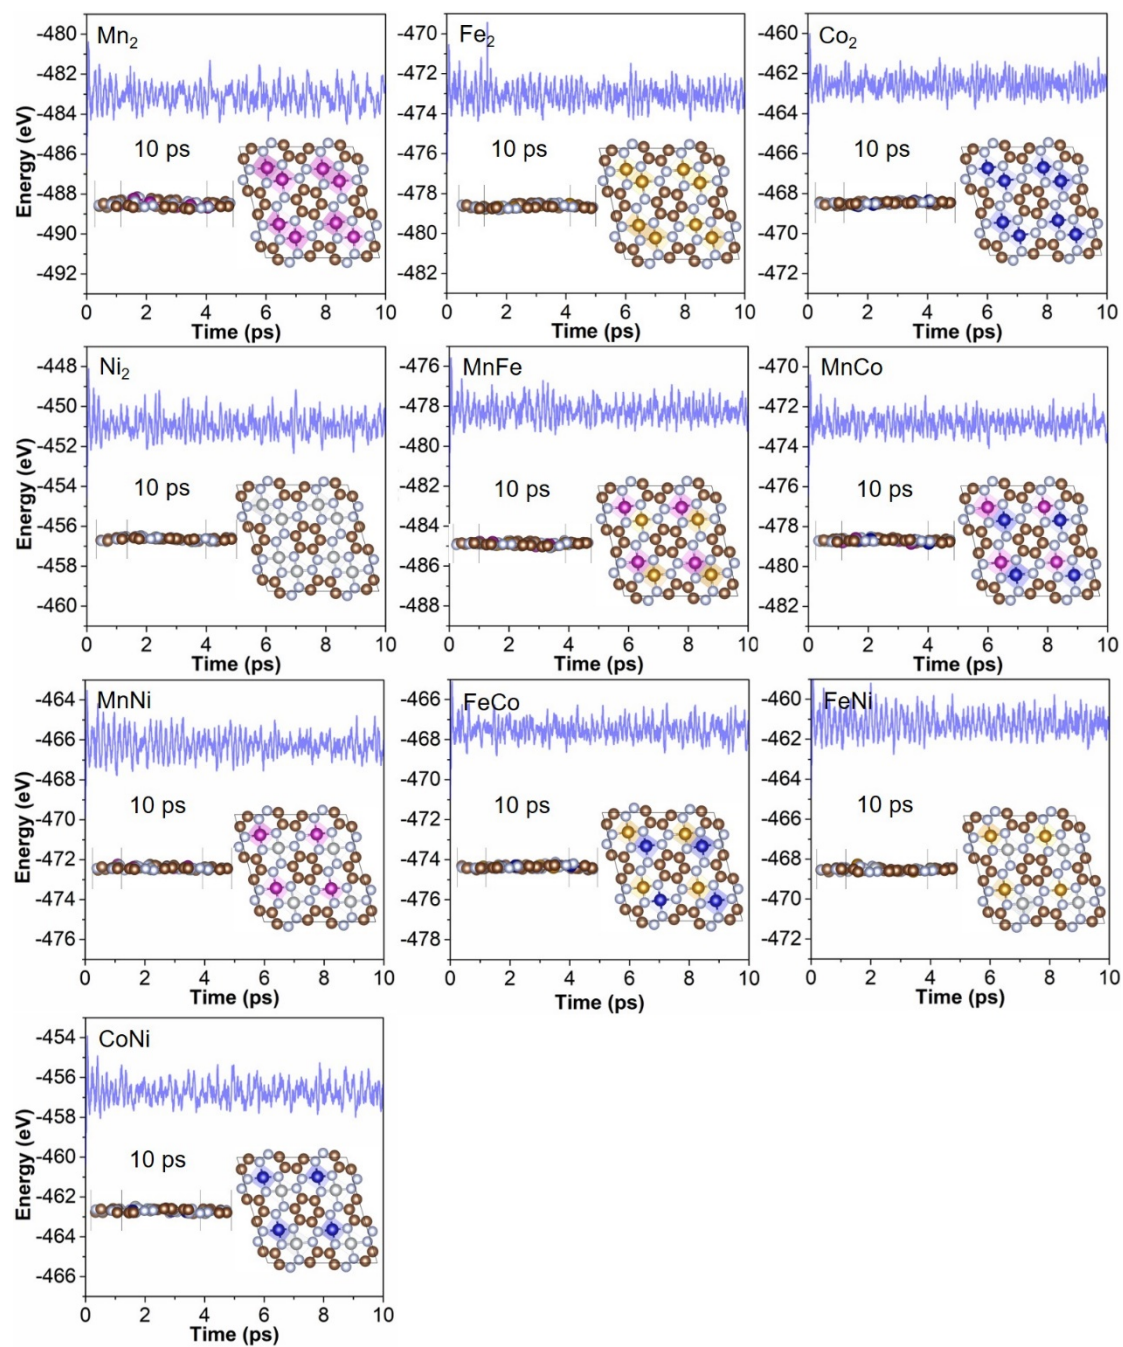 Mn₂
Energy (eV)
-480
-482
-484
-486
-488
-490
-492
10 ps
0 2 4 6 8 10
Time (ps)
Fe₂
-470
-472
-474
-476
-478
-480
-482
10 ps
0 2 4 6 8 10
Time (ps)
Co₂
-460
-462
-464
-466
-468
-470
-472
10 ps
0 2 4 6 8 10
Time (ps)
Ni₂
Energy (eV)
-448
-450
-452
-454
-456
-458
-460
10 ps
0 2 4 6 8 10
Time (ps)
MnFe
-476
-478
-480
-482
-484
-486
-488
10 ps
0 2 4 6 8 10
Time (ps)
MnCo
-470
-472
-474
-476
-478
-480
-482
10 ps
0 2 4 6 8 10
Time (ps)
MnNi
Energy (eV)
-464
-466
-468
-470
-472
-474
-476
10 ps
0 2 4 6 8 10
Time (ps)
FeCo
-466
-468
-470
-472
-474
-476
-478
10 ps
0 2 4 6 8 10
Time (ps)
FeNi
-460
-462
-464
-466
-468
-470
-472
10 ps
0 2 4 6 8 10
Time (ps)
CoNi
Energy (eV)
-454
-456
-458
-460
-462
-464
-466
10 ps
0 2 4 6 8 10
Time (ps)